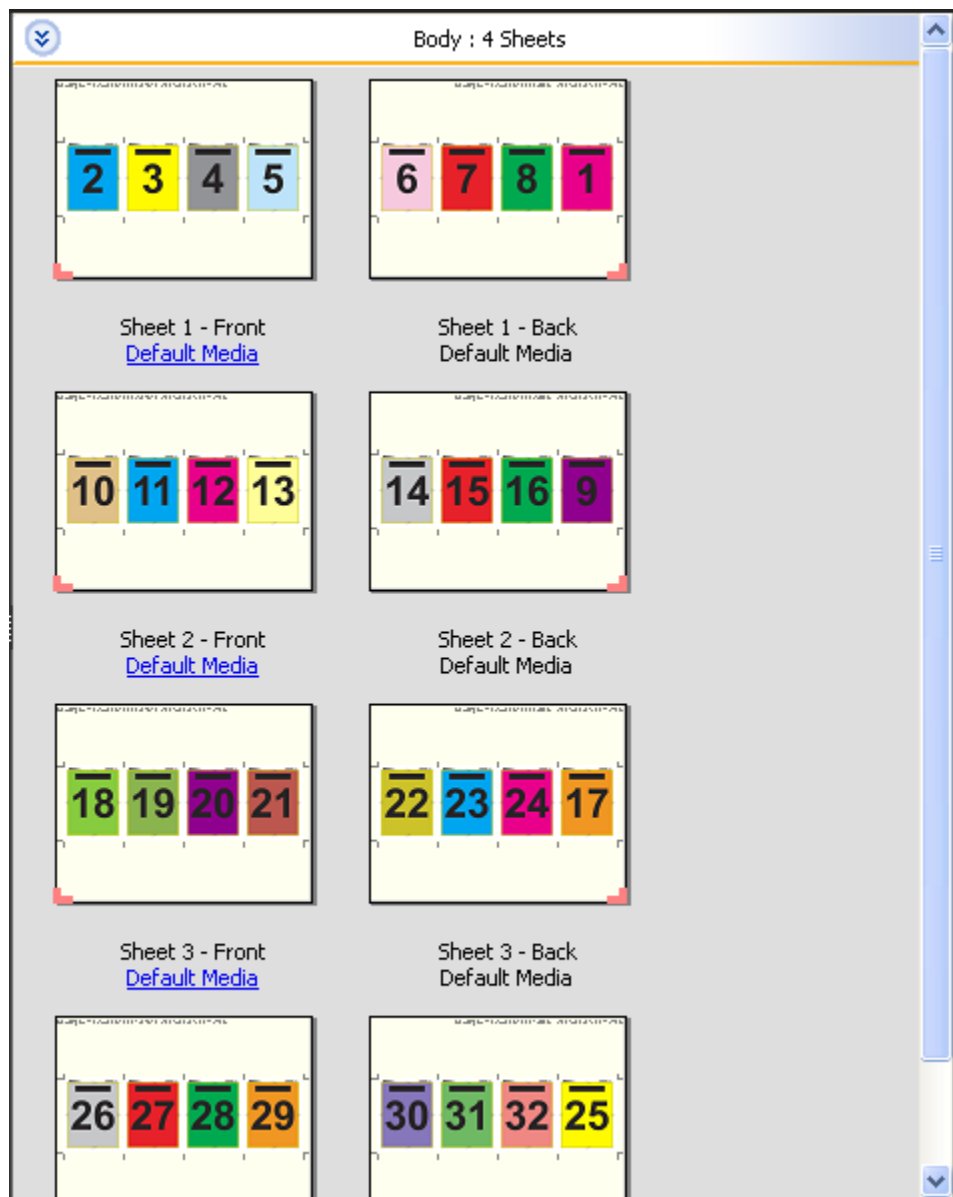 Body : 4 Sheets
2 3 4 5
6 7 8 1
Sheet 1 - Front
Default Media
Sheet 1 - Back
Default Media
10 11 12 13
14 15 16 9
Sheet 2 - Front
Default Media
Sheet 2 - Back
Default Media
18 19 20 21
22 23 24 17
Sheet 3 - Front
Default Media
Sheet 3 - Back
Default Media
26 27 28 29
30 31 32 25